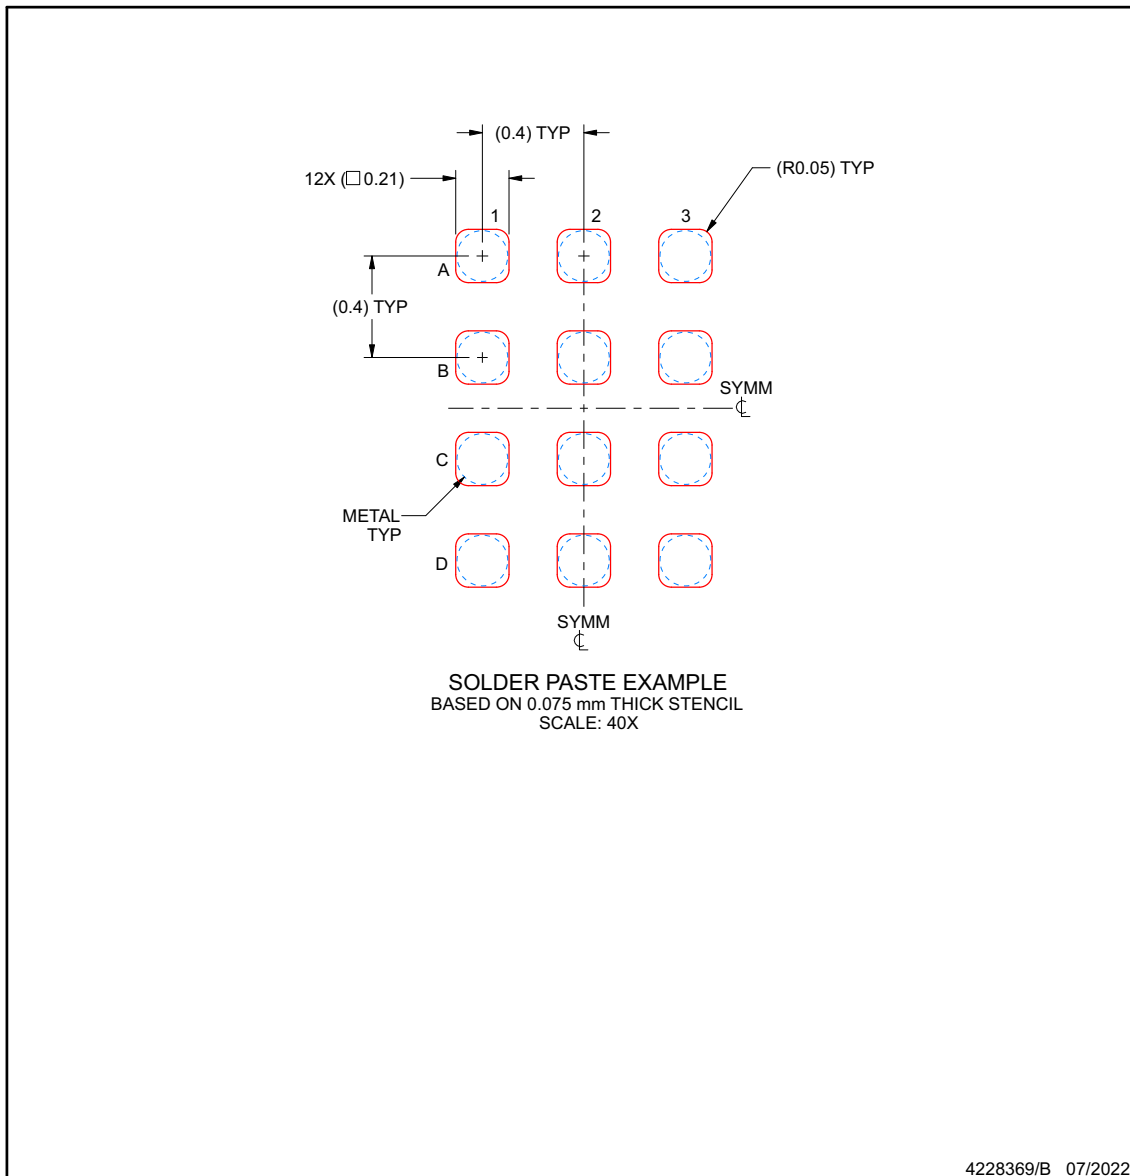 (0.4) TYP
12X (□ 0.21)
(R0.05) TYP
1
2
3
A
(0.4) TYP
B
SYMM
℄
C
METAL
TYP
D
SYMM
℄
SOLDER PASTE EXAMPLE
BASED ON 0.075 mm THICK STENCIL
SCALE: 40X
4228369/B 07/2022